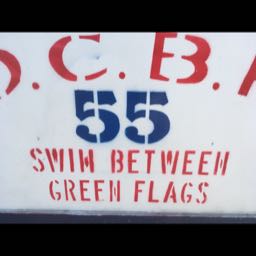 .C.B.
55
SWIM BETWEEN
GREEN FLAGS